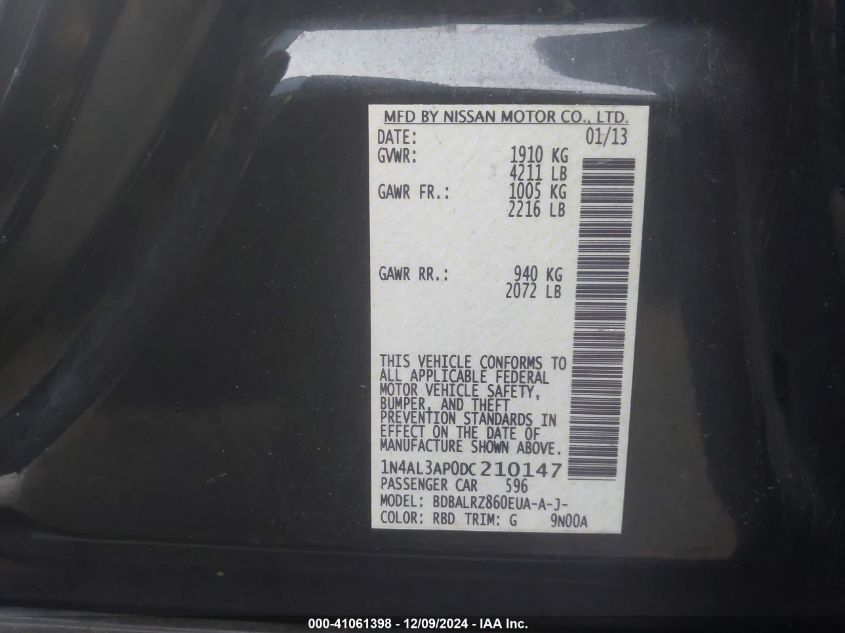 MFD BY NISSAN MOTOR CO., LTD.
DATE: 01/13
GVWR: 1910 KG
4211 LB
GAWR FR.: 1005 KG
2216 LB
GAWR RR.: 940 KG
2072 LB
THIS VEHICLE CONFORMS TO
ALL APPLICABLE FEDERAL
MOTOR VEHICLE SAFETY,
BUMPER, AND THEFT
PREVENTION STANDARDS IN
EFFECT ON THE DATE OF
MANUFACTURE SHOWN ABOVE.
1N4AL3AP0DC210147
PASSENGER CAR 596
MODEL: BDBALRZ860EUA-A-J-
COLOR: RBD TRIM: G 9N00A
000-41061398 - 12/09/2024 - IAA Inc.